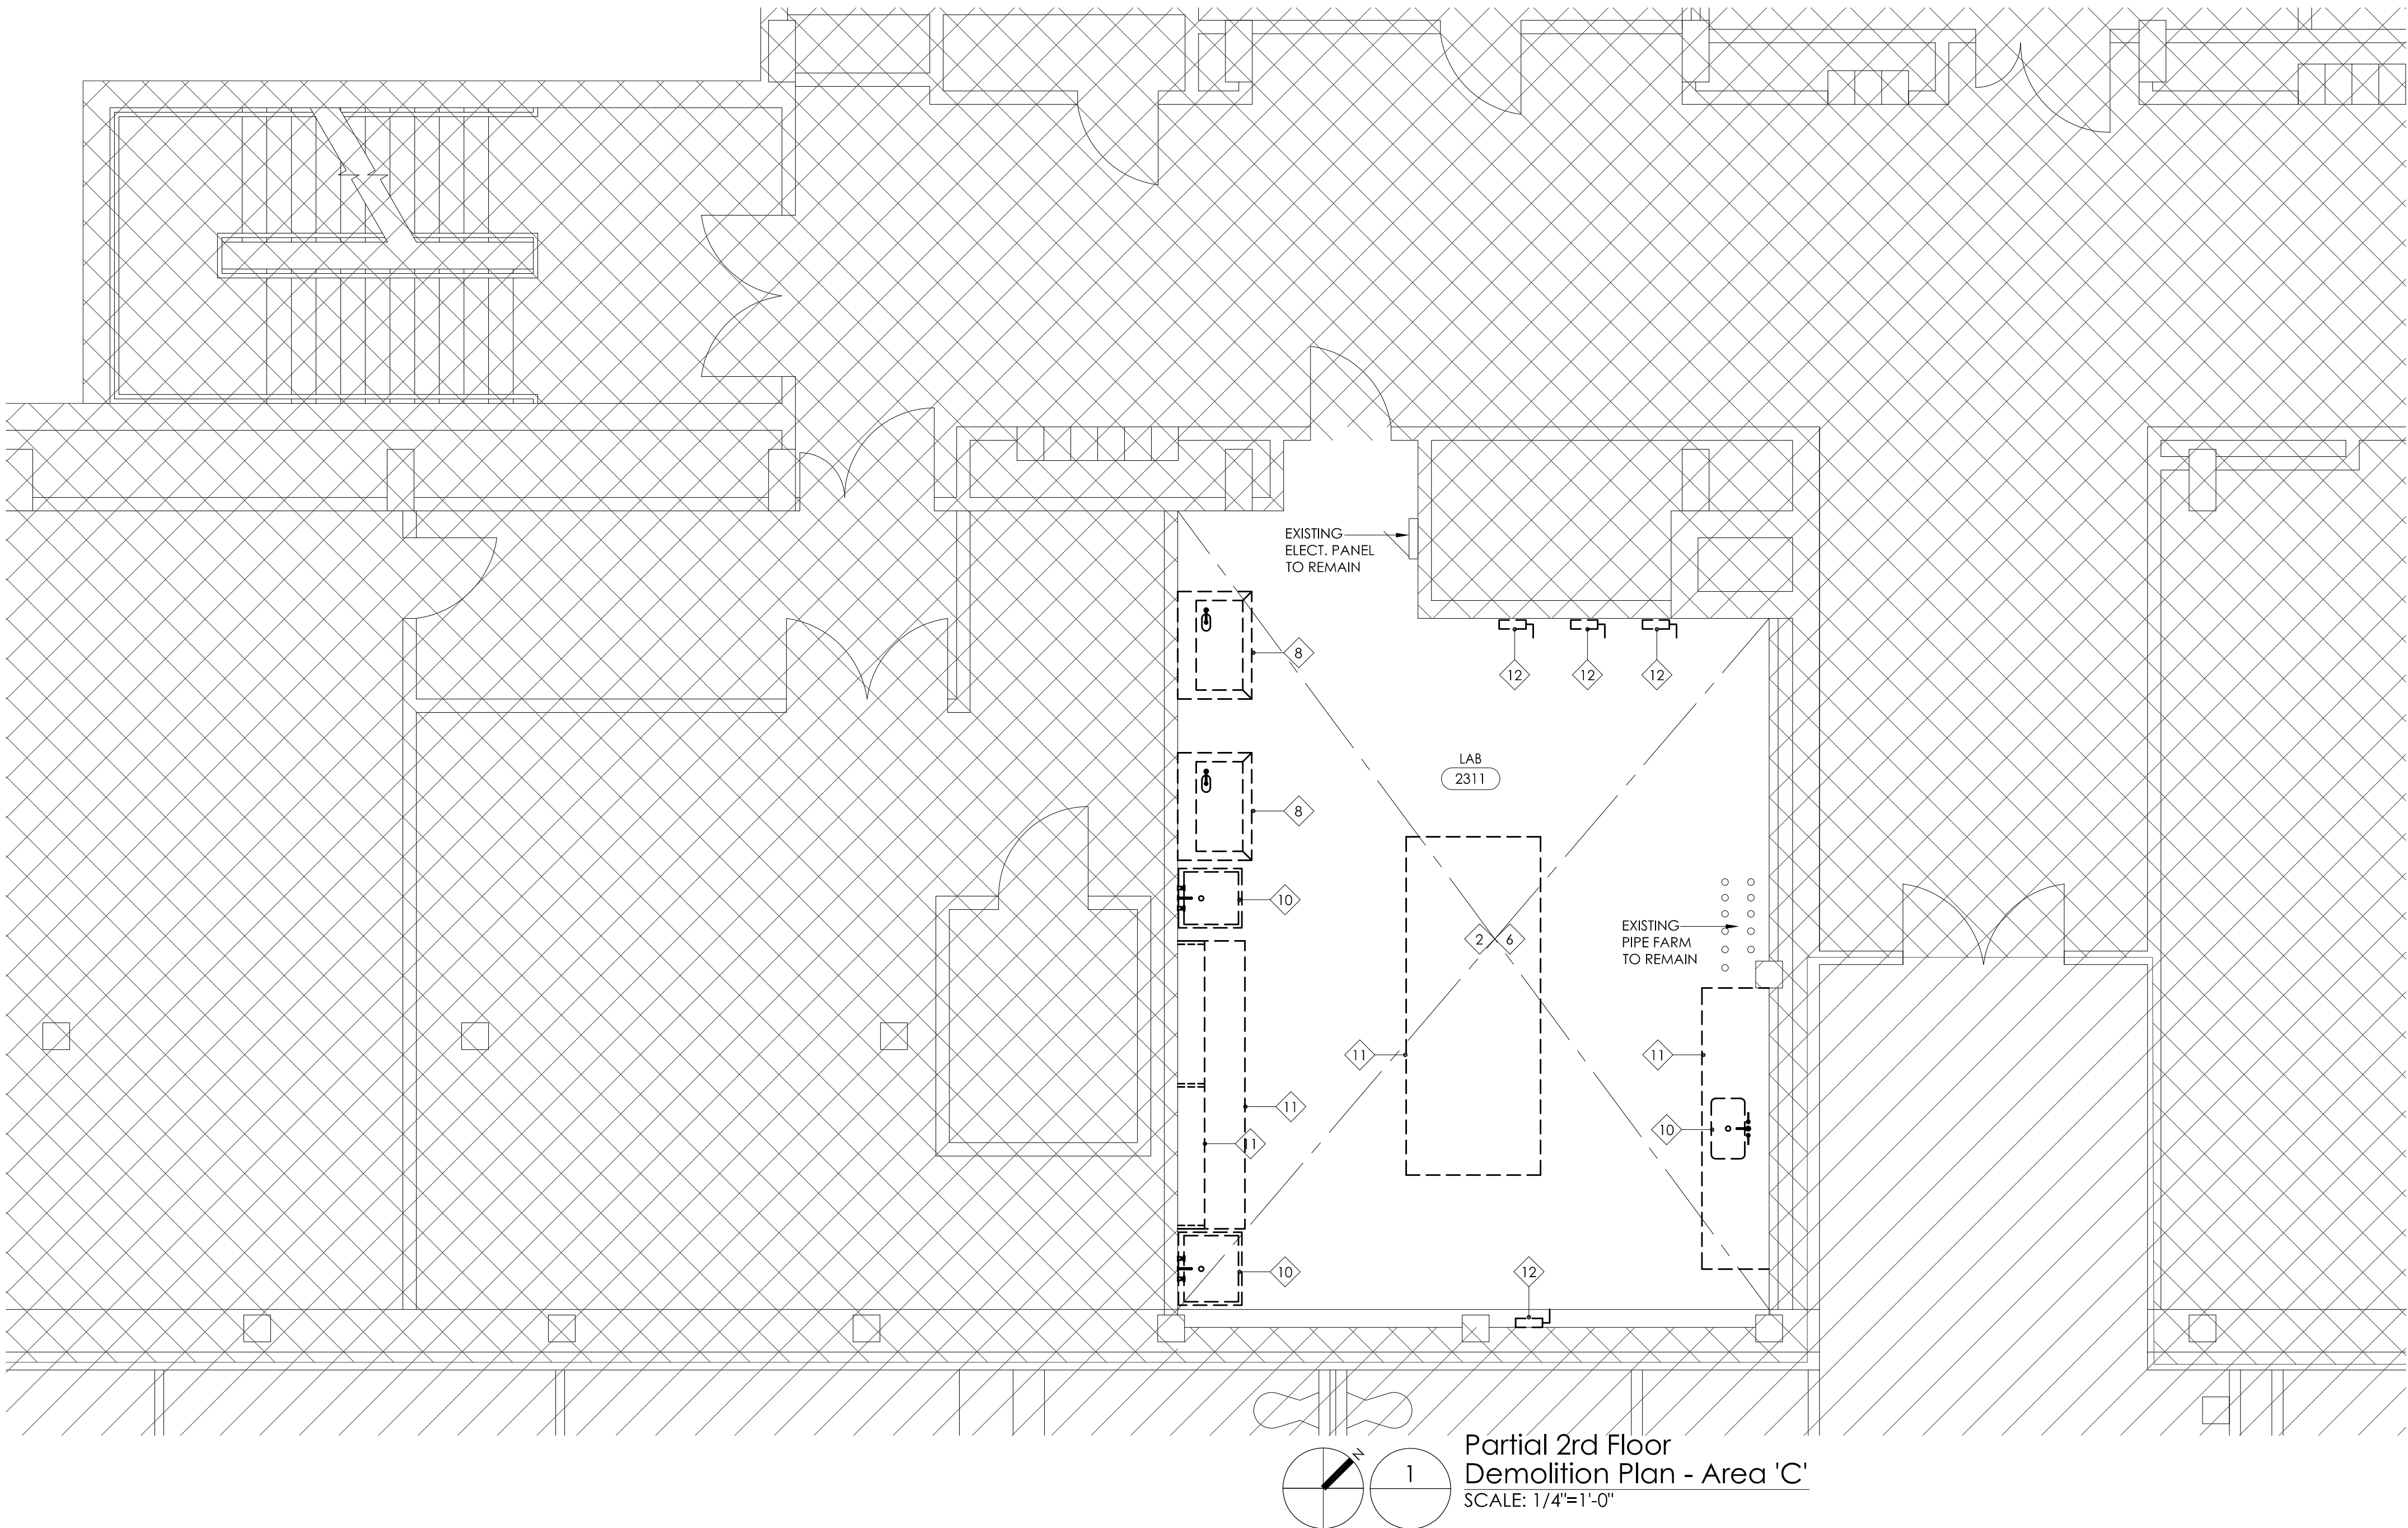 EXISTING
ELECT. PANEL
TO REMAIN
8
12
12
12
LAB
2311
8
10
EXISTING
PIPE FARM
TO REMAIN
2
6
11
11
11
10
11
10
12
N
1
Partial 2rd Floor
Demolition Plan - Area 'C'
SCALE: 1/4"=1'-0"